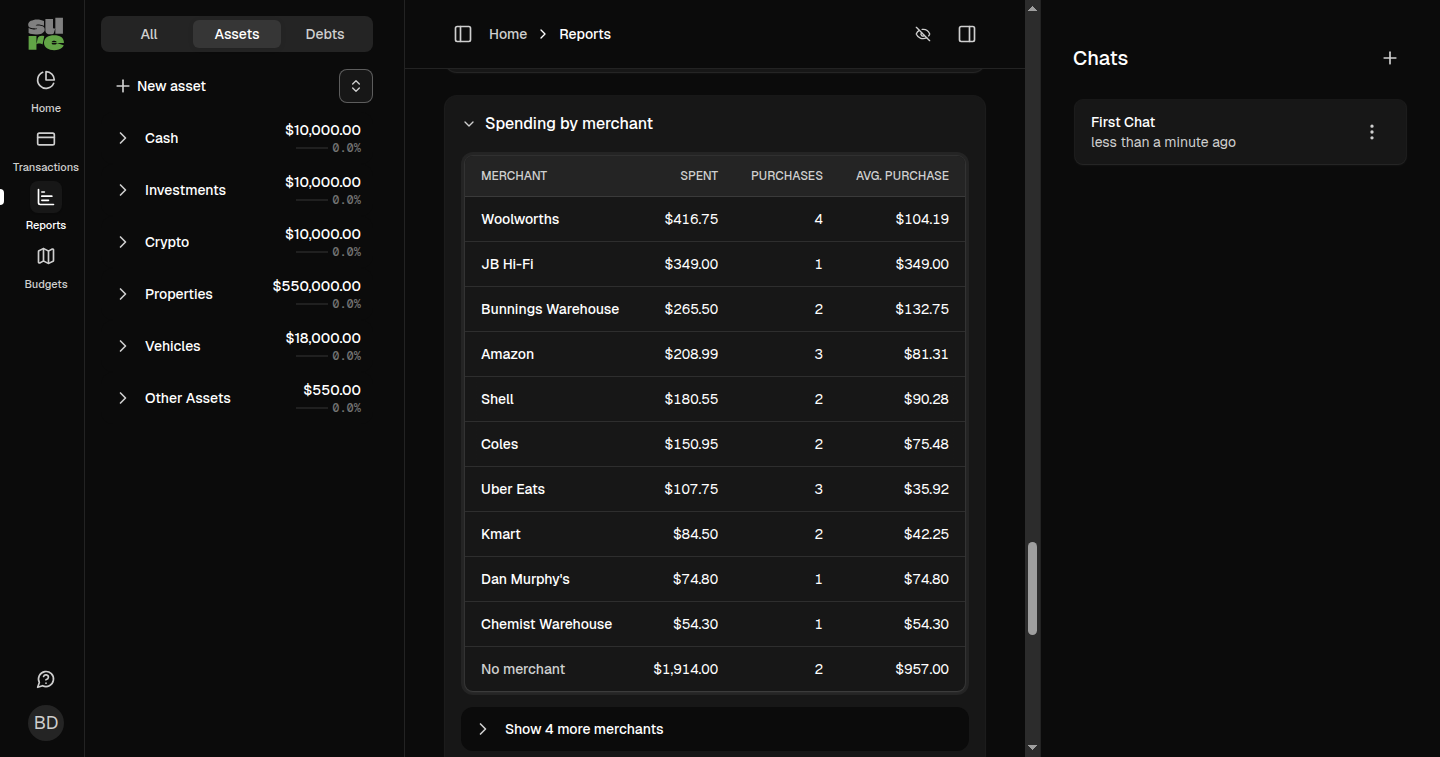 sure
All Assets Debts
New asset
Cash $10,000.00
0.0%
Investments $10,000.00
0.0%
Crypto $10,000.00
0.0%
Properties $550,000.00
0.0%
Vehicles $18,000.00
0.0%
Other Assets $550.00
0.0%
Home
Transactions
Reports
Budgets
BD
Home Reports
Spending by merchant
MERCHANT SPENT PURCHASES AVG. PURCHASE
Woolworths $416.75 4 $104.19
JB Hi-Fi $349.00 1 $349.00
Bunnings Warehouse $265.50 2 $132.75
Amazon $208.99 3 $81.31
Shell $180.55 2 $90.28
Coles $150.95 2 $75.48
Uber Eats $107.75 3 $35.92
Kmart $84.50 2 $42.25
Dan Murphy's $74.80 1 $74.80
Chemist Warehouse $54.30 1 $54.30
No merchant $1,914.00 2 $957.00
Show 4 more merchants
Chats
First Chat
less than a minute ago